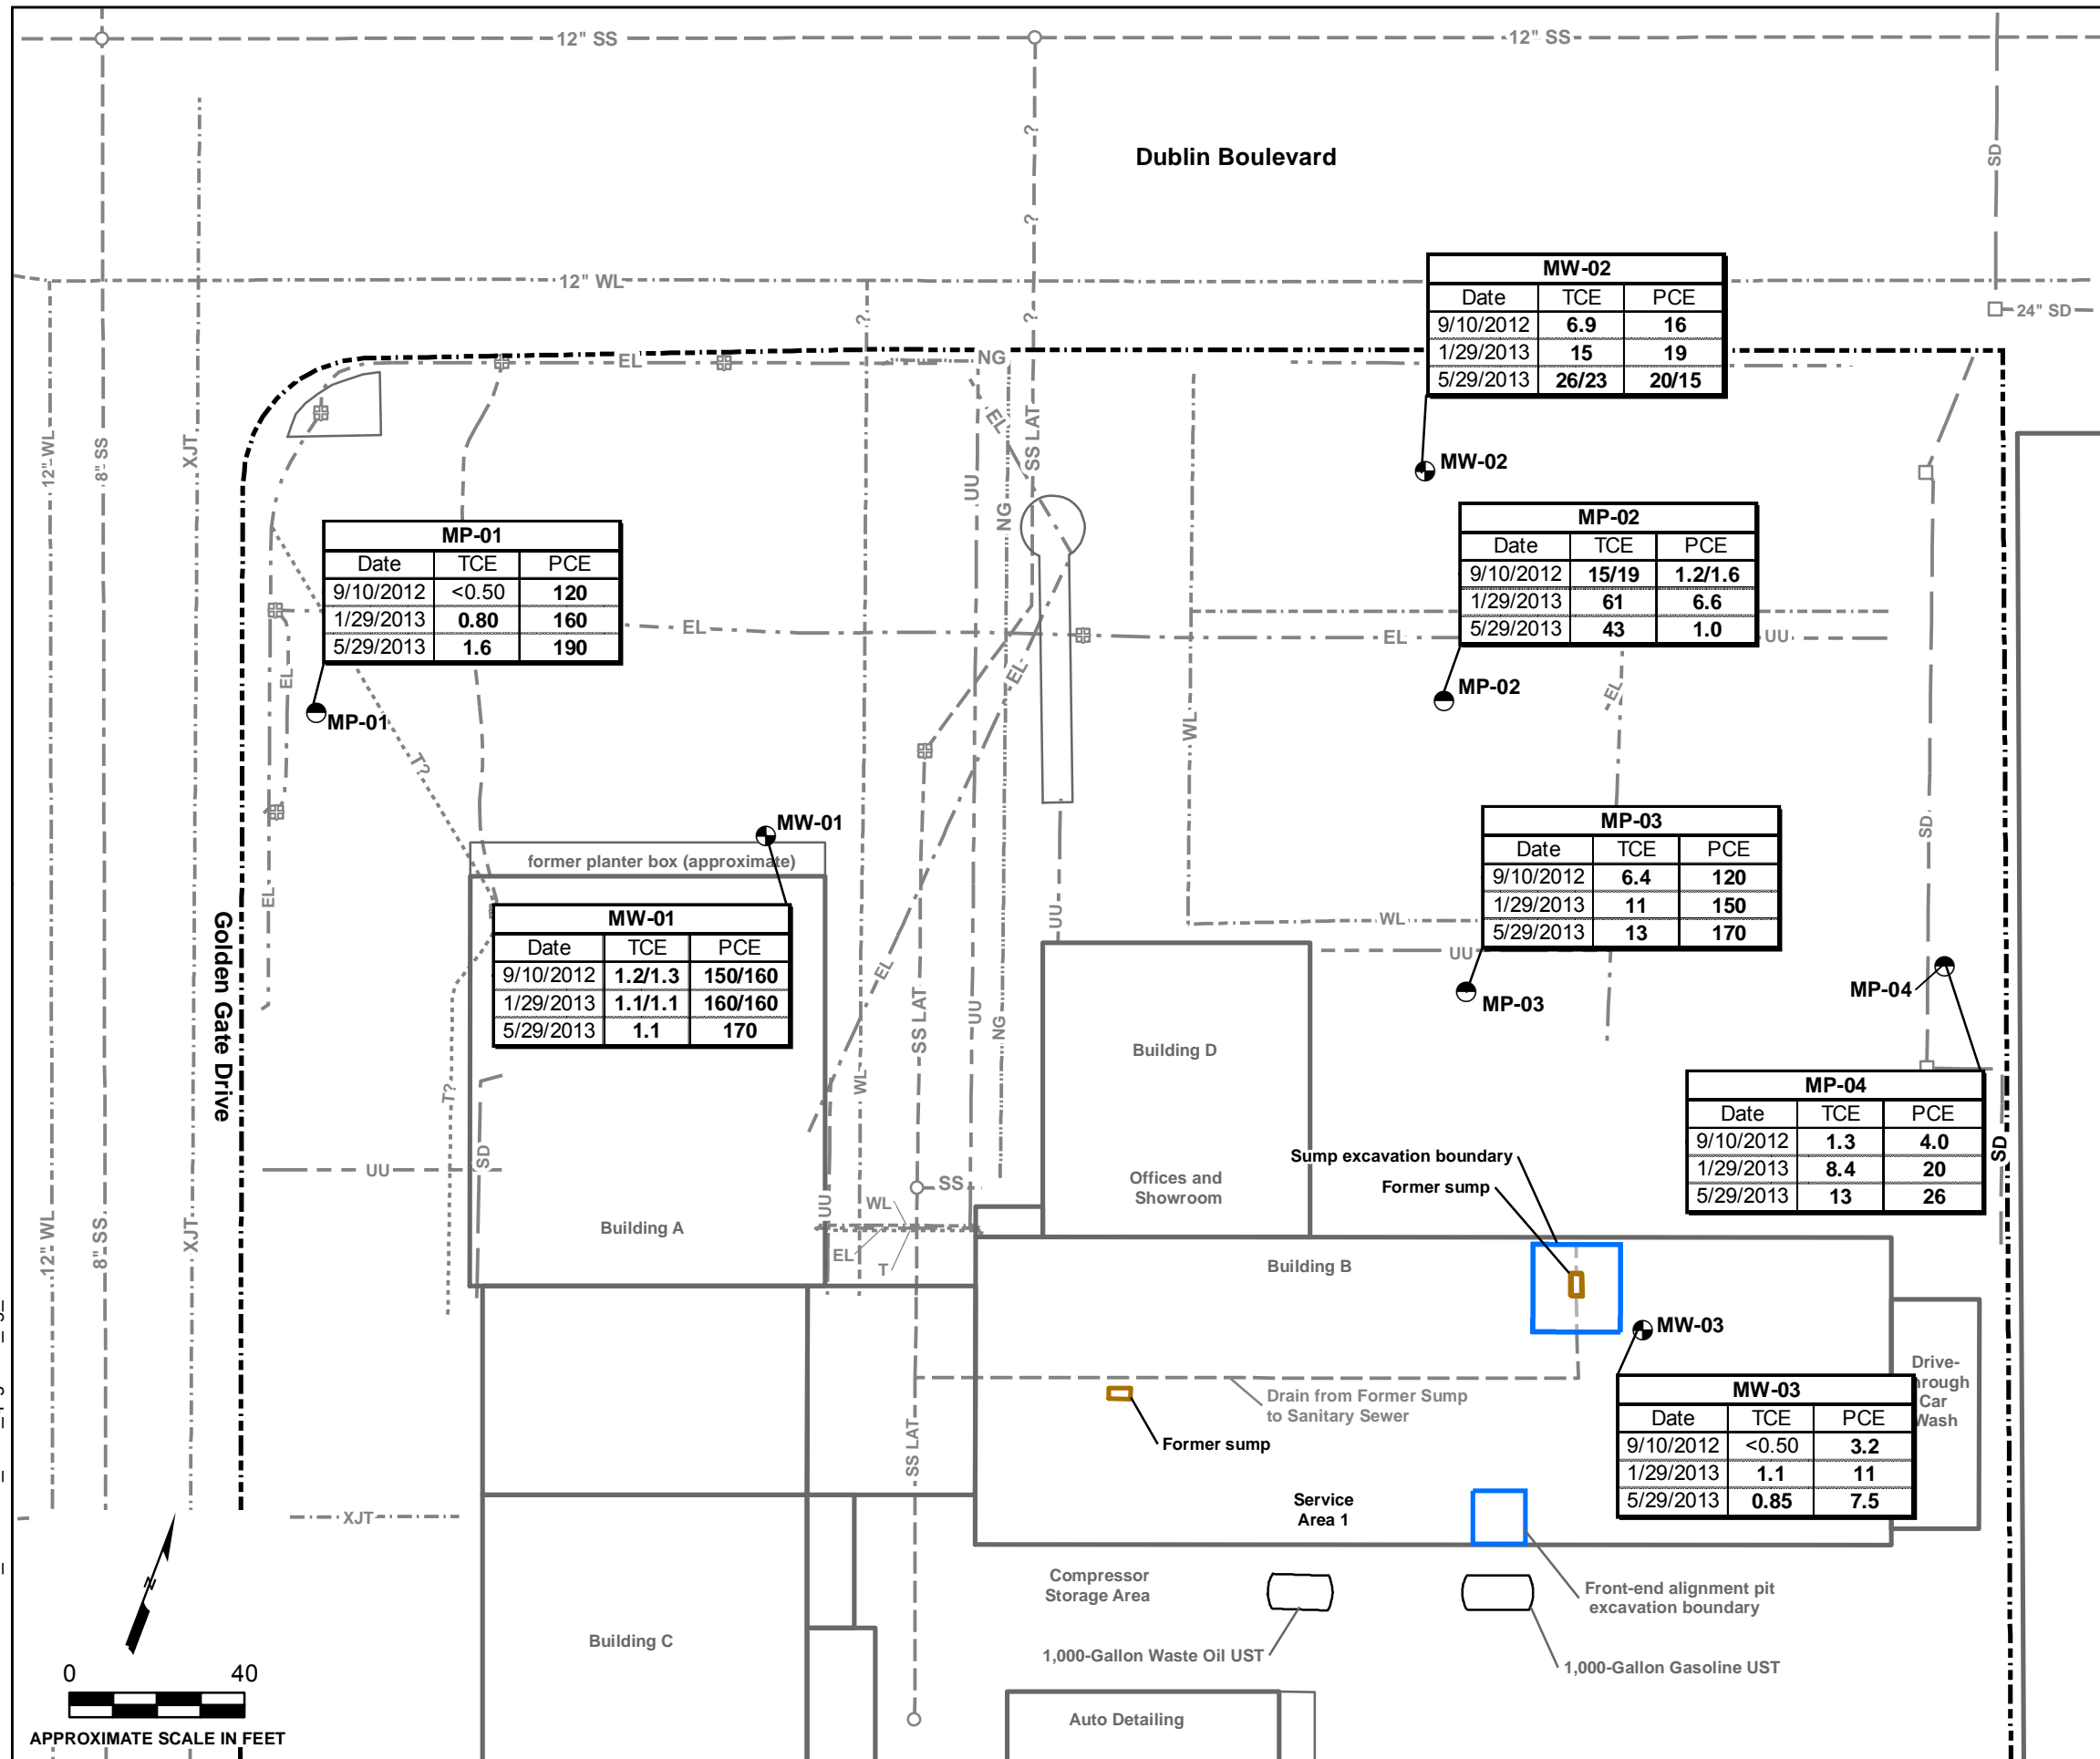 12" SS
12" SS
?
Dublin Boulevard
SD
?
12" WL
?
?
24" SD
MW-02
Date TCE PCE
9/10/2012 6.9 16
1/29/2013 15 19
5/29/2013 26/23 20/15
EL
NG
EL
12" WL
8" SS
XJT
UU
SS LAT
NG
MW-02
MP-01
Date TCE PCE
9/10/2012 <0.50 120
1/29/2013 0.80 160
5/29/2013 1.6 190
MP-02
Date TCE PCE
9/10/2012 15/19 1.2/1.6
1/29/2013 61 6.6
5/29/2013 43 1.0
EL
EL
UU
EL
EL
EL
MP-02
MP-01
WL
T?
MW-01
former planter box (approximate)
SD
MP-03
Date TCE PCE
9/10/2012 6.4 120
1/29/2013 11 150
5/29/2013 13 170
EL
Golden Gate Drive
MW-01
Date TCE PCE
9/10/2012 1.2/1.3 150/160
1/29/2013 1.1/1.1 160/160
5/29/2013 1.1 170
UU
WL
UU
EL
MP-04
MP-03
SS LAT
UU
NG
Building D
T?
WL
MP-04
Date TCE PCE
9/10/2012 1.3 4.0
1/29/2013 8.4 20
5/29/2013 13 26
SD
SD
UU
Sump excavation boundary
Former sump
Offices and
Showroom
SS
UU
WL
Building A
12" WL
8" SS
XJT
EL
T
Building B
MW-03
Drive-
hrough
Car
Wash
Drain from Former Sump
to Sanitary Sewer
MW-03
Date TCE PCE
9/10/2012 <0.50 3.2
1/29/2013 1.1 11
5/29/2013 0.85 7.5
Former sump
SS LAT
Service
Area 1
XJT
N
Compressor
Storage Area
Front-end alignment pit
excavation boundary
Building C
1,000-Gallon Waste Oil UST
1,000-Gallon Gasoline UST
0 40
APPROXIMATE SCALE IN FEET
Auto Detailing